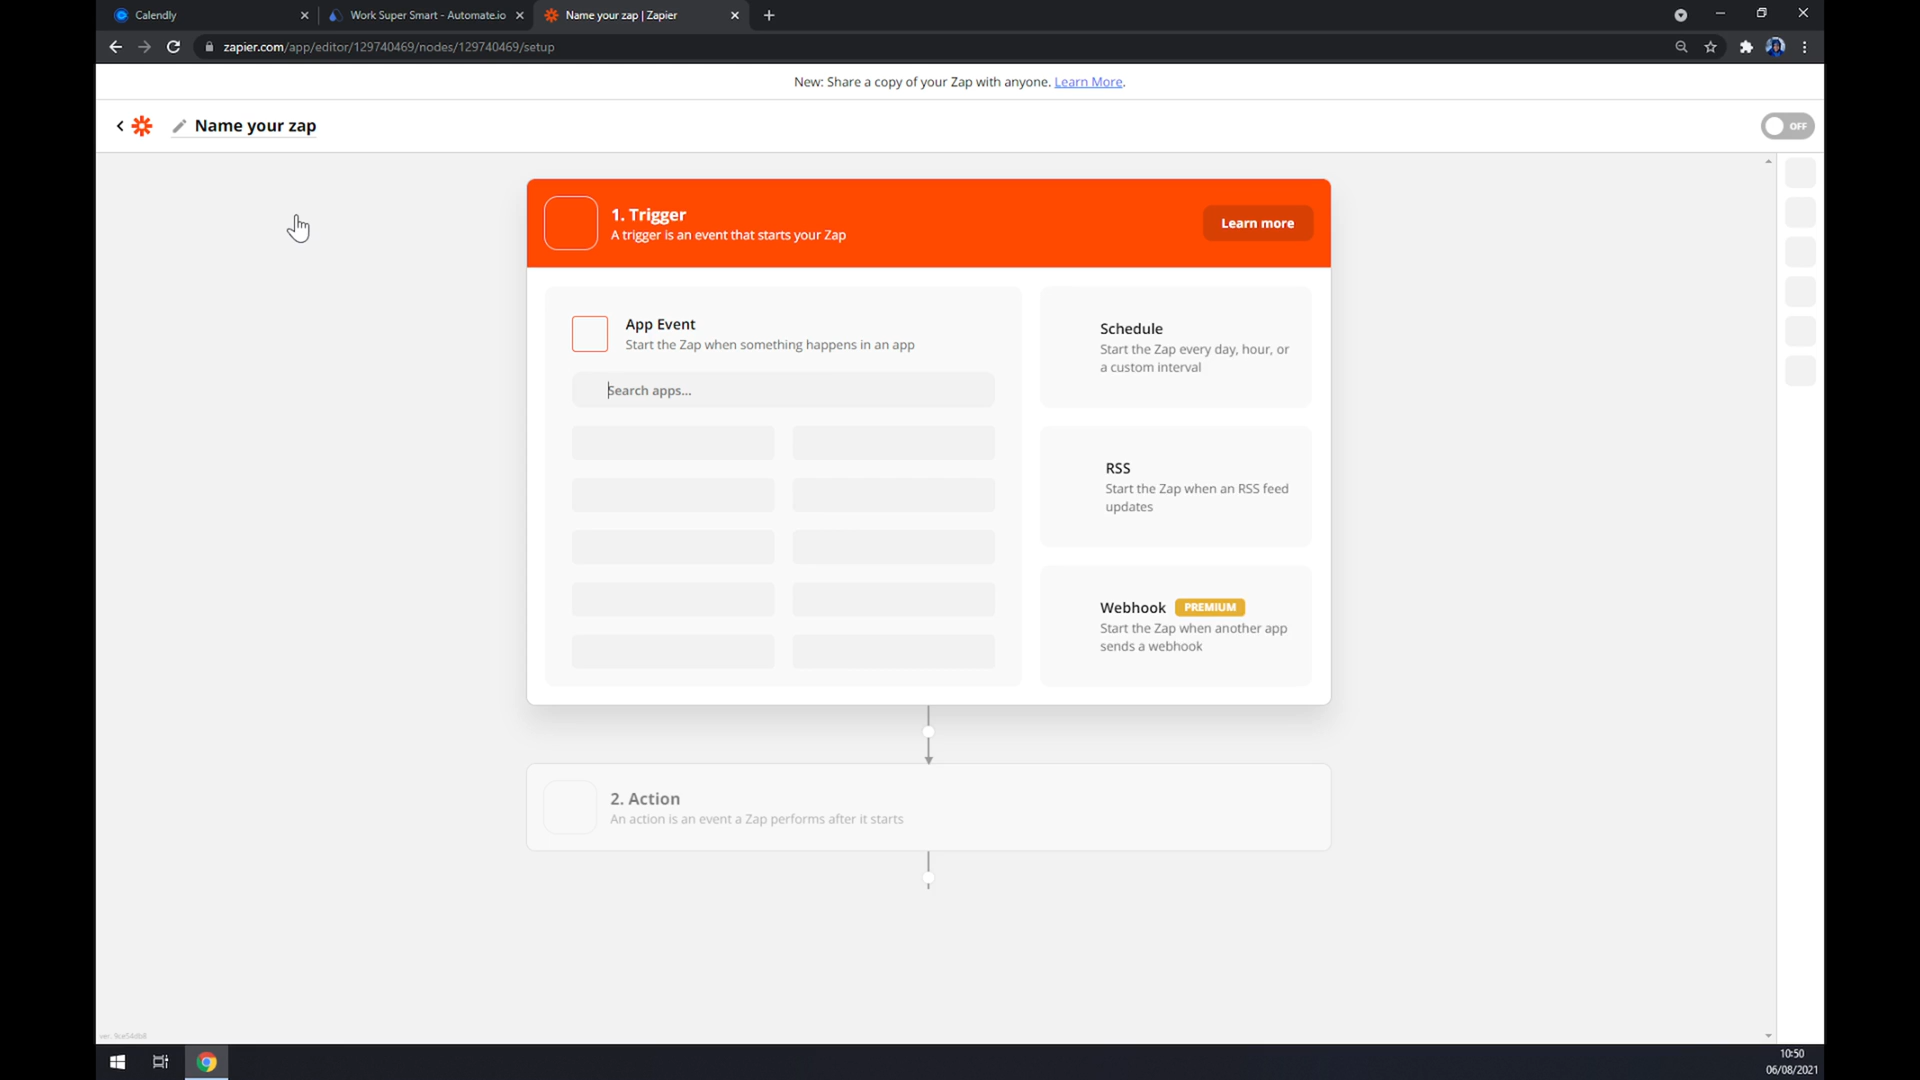 Calendly
Work Super Smart - Automate.io
Name your zap | Zapier
zapier.com/app/editor/129740469/nodes/129740469/setup
New: Share a copy of your Zap with anyone. Learn More.
Name your zap
OFF
1. Trigger
A trigger is an event that starts your Zap
Learn more
App Event
Start the Zap when something happens in an app
Search apps...
Schedule
Start the Zap every day, hour, or
a custom interval
RSS
Start the Zap when an RSS feed
updates
Webhook PREMIUM
Start the Zap when another app
sends a webhook
2. Action
An action is an event a Zap performs after it starts
10:50
06/08/2021